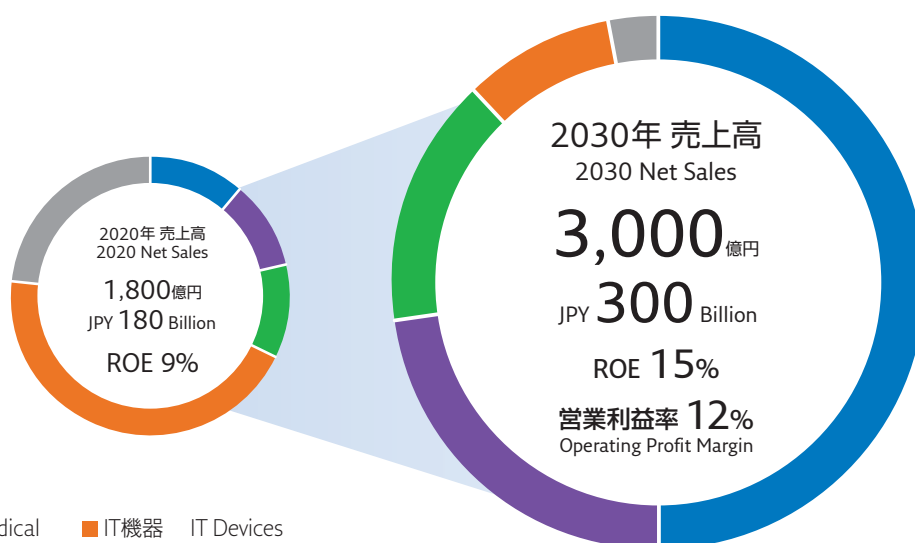 2020年 売上高
2020 Net Sales
1,800億円
JPY 180 Billion
ROE 9%
2030年 売上高
2030 Net Sales
3,000億円
JPY 300 Billion
ROE 15%
営業利益率 12%
Operating Profit Margin
IT機器 IT Devices